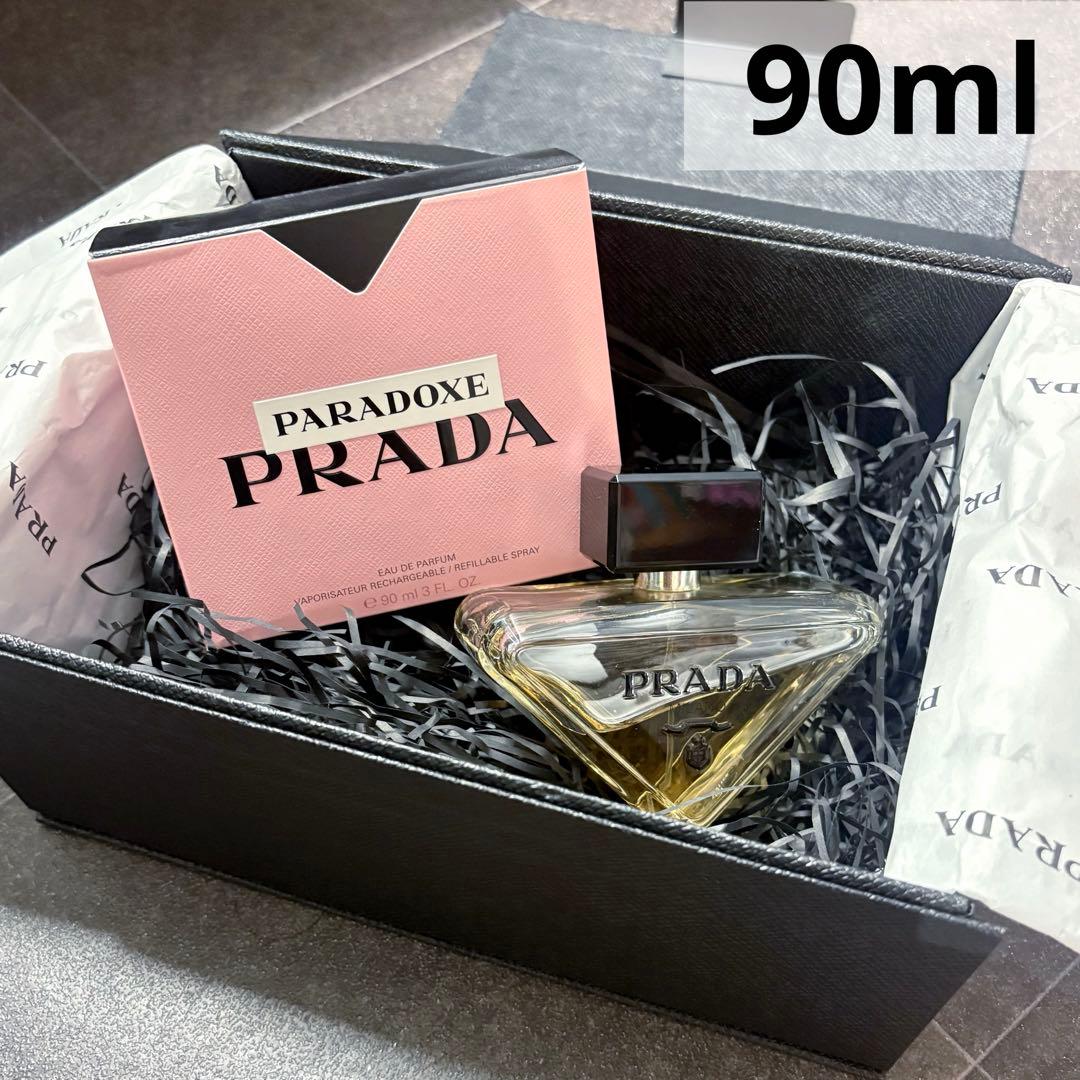 90ml
PARADOXE
PRADA
EAU DE PARFUM
VAPORISATEUR RECHARGEABLE / REFILLABLE SPRAY
℮ 90 ml 3 FL. OZ.
PRADA
PRADA
PRADA
PRADA
PRADA